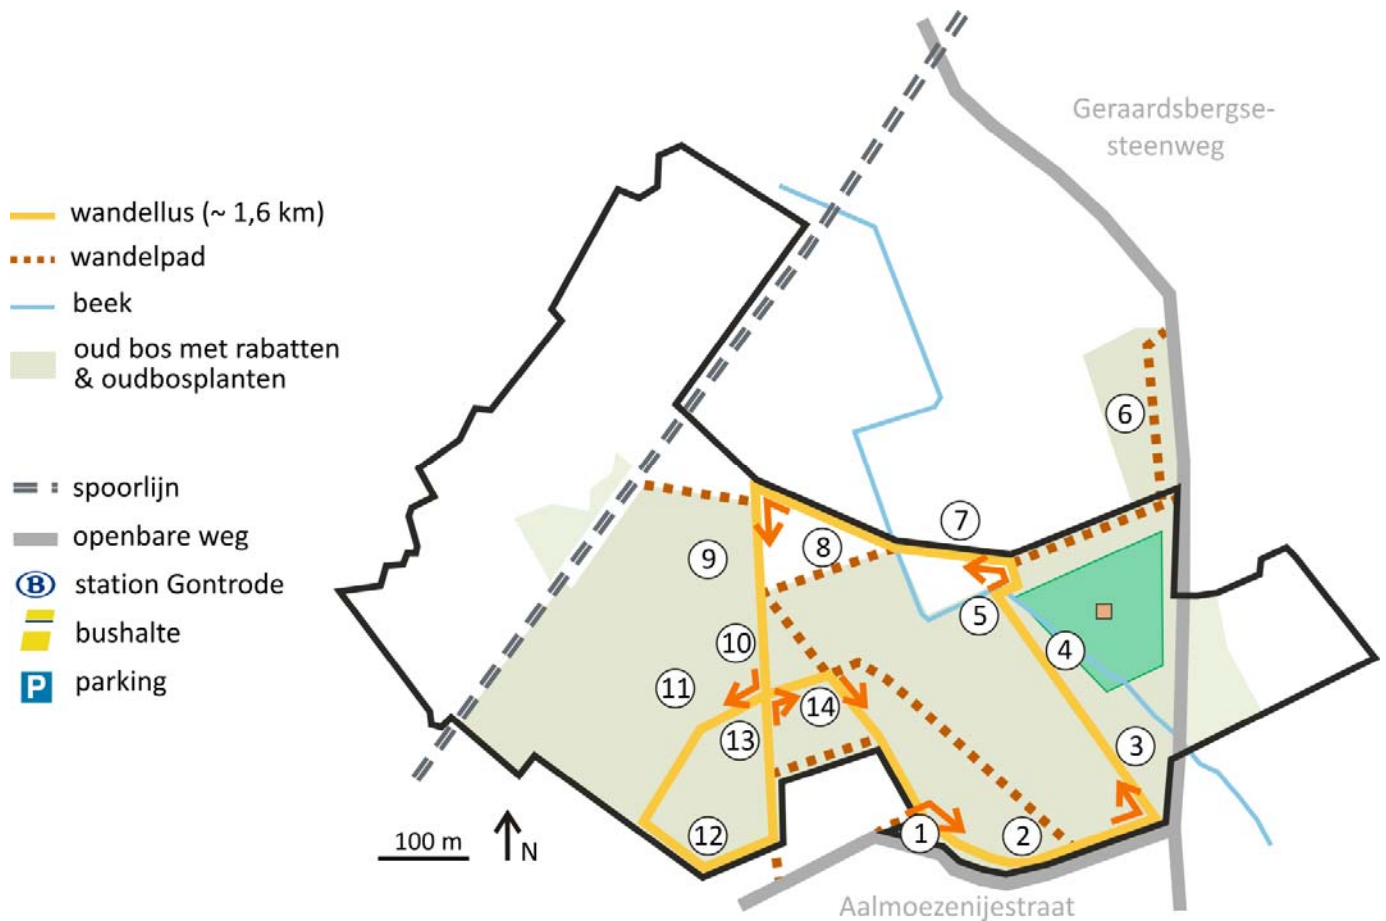 Geraardsbergse-
steenweg
wandellus (~ 1,6 km)
wandelpad
beek
oud bos met rabatten
& oudbosplanten
spoorlijn
openbare weg
B station Gontrode
bushalte
P parking
6
7
8
9
5
10
4
11
14
13
3
12
1
2
100 m
N
Aalmoezenijestraat